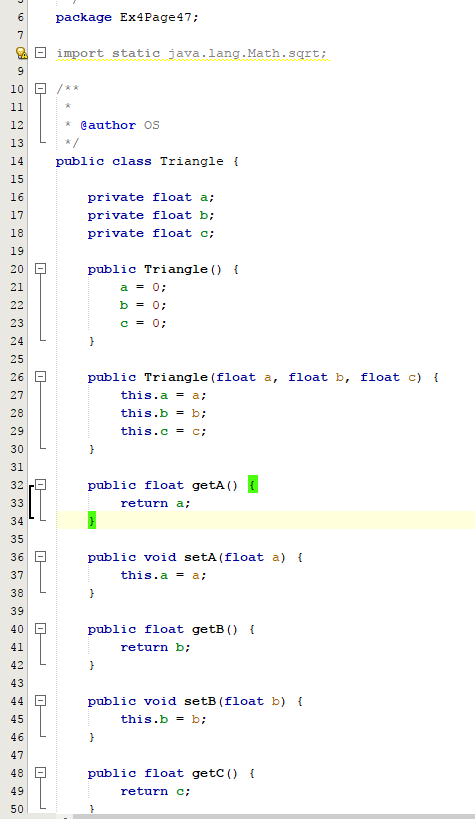 6 package Ex4Page47;
7
import static java.lang.Math.sqrt;
9
10 /**
11 *
12 * @author OS
13 */
14 public class Triangle {
15
16 private float a;
17 private float b;
18 private float c;
19
20 public Triangle() {
21 a = 0;
22 b = 0;
23 c = 0;
24 }
25
26 public Triangle(float a, float b, float c) {
27 this.a = a;
28 this.b = b;
29 this.c = c;
30 }
31
32 public float getA() {
33 return a;
34 }
35
36 public void setA(float a) {
37 this.a = a;
38 }
39
40 public float getB() {
41 return b;
42 }
43
44 public void setB(float b) {
45 this.b = b;
46 }
47
48 public float getC() {
49 return c;
50 }